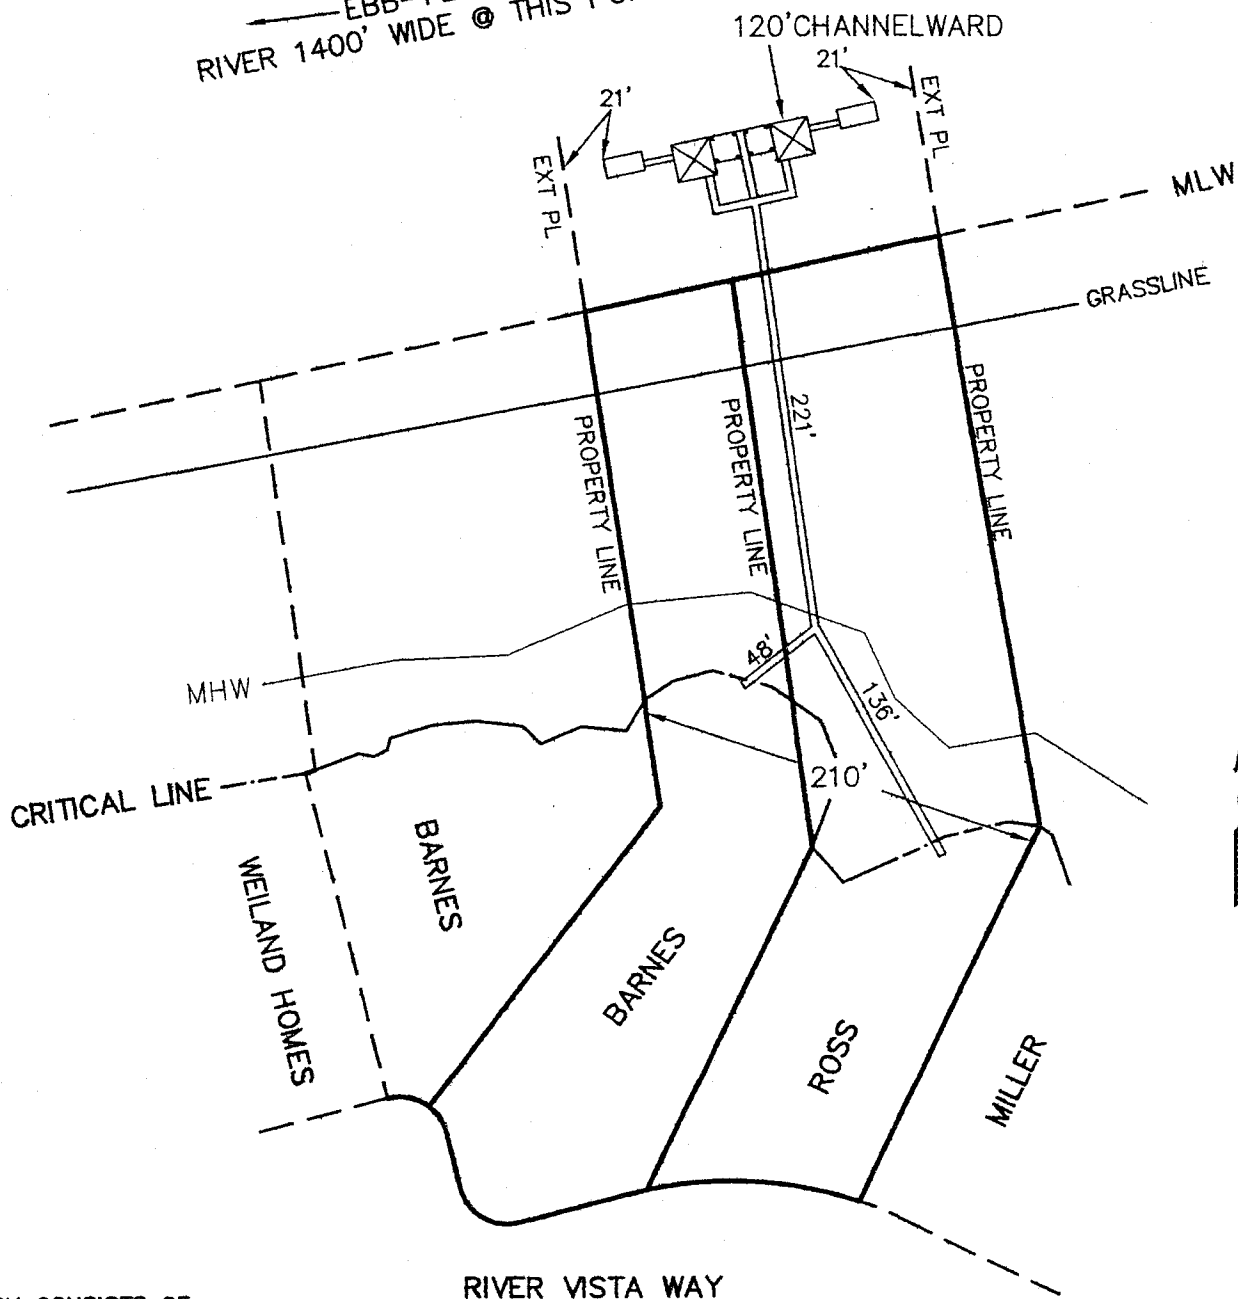 EBB
RIVER 1400' WIDE @ THIS
120'CHANNELWARD
21'
21'
EXT PL
EXT PL
MLW
GRASSLINE
PROPERTY LINE
PROPERTY LINE
221'
PROPERTY LINE
48'
MHW
136'
210'
CRITICAL LINE
BARNES
WEILAND HOMES
BARNES
ROSS
MILLER
RIVER VISTA WAY